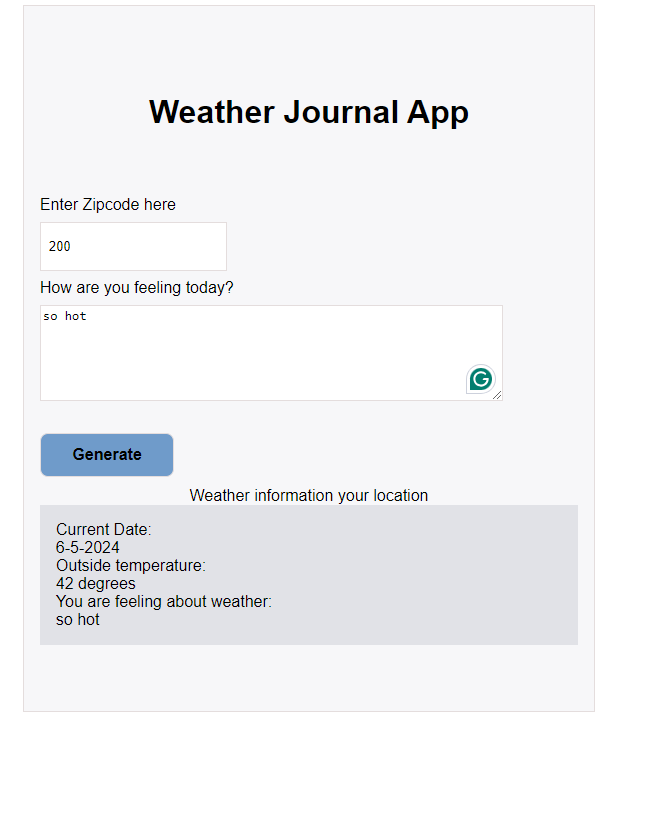 Weather Journal App
Enter Zipcode here
200
How are you feeling today?
so hot
Generate
Weather information your location
Current Date:
6-5-2024
Outside temperature:
42 degrees
You are feeling about weather:
so hot